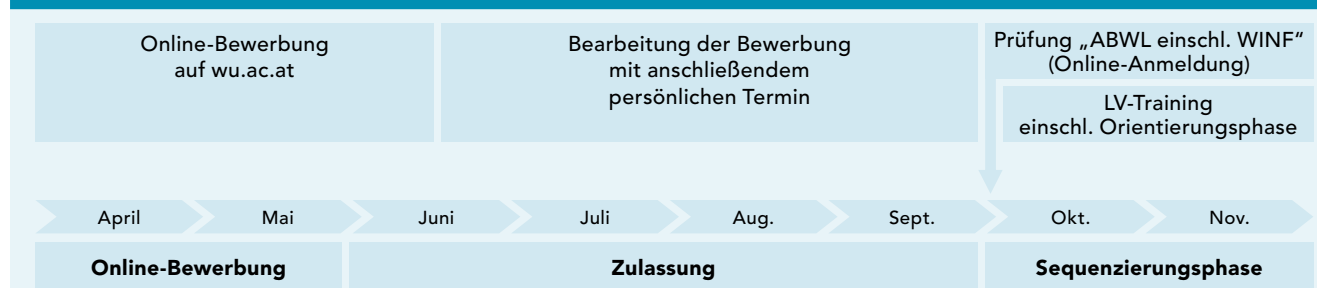 Online-Bewerbung
auf wu.ac.at
Bearbeitung der Bewerbung
mit anschließendem
persönlichen Termin
Prüfung „ABWL einschl. WINF“
(Online-Anmeldung)
LV-Training
einschl. Orientierungsphase
April Mai Juni Juli Aug. Sept. Okt. Nov.
Online-Bewerbung Zulassung Sequenzierungsphase